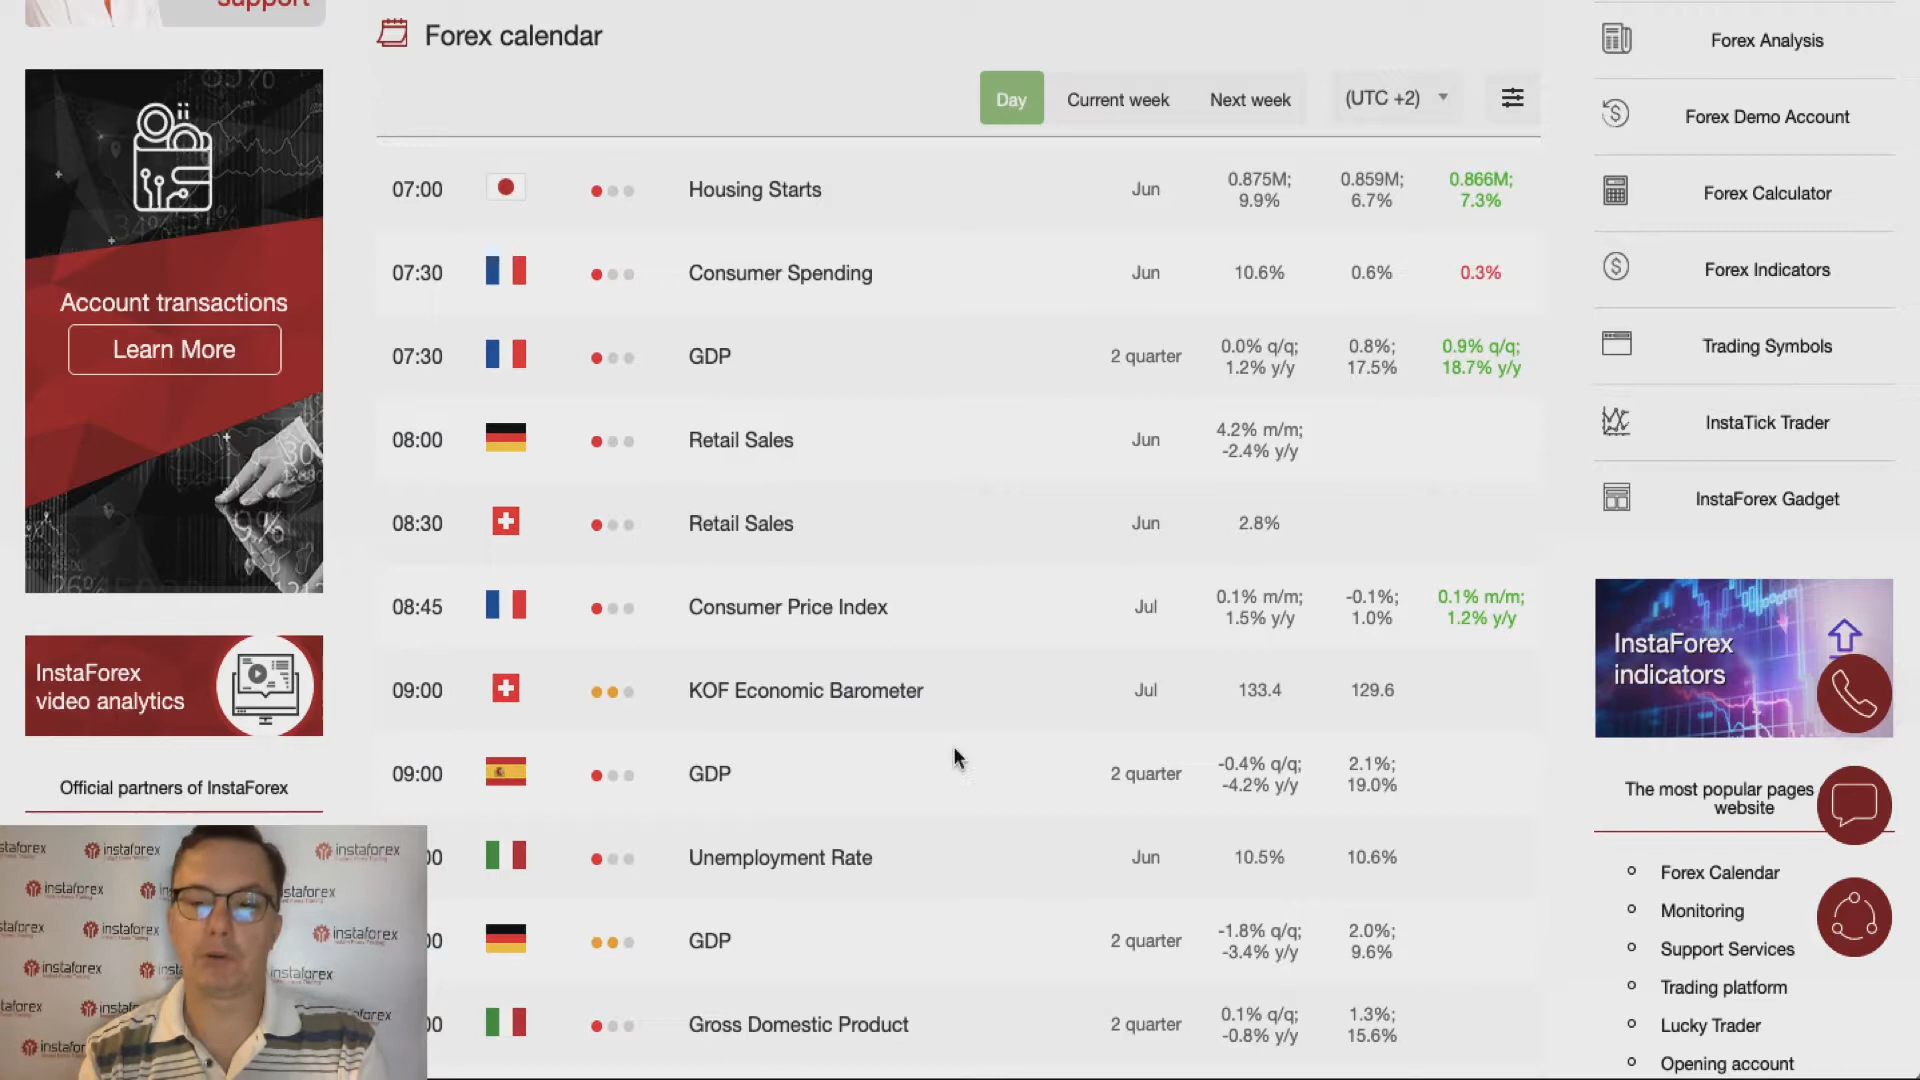 support
Forex calendar
Day Current week Next week (UTC +2)
07:00 Housing Starts Jun 0.875M; 0.859M; 0.866M;
9.9% 6.7% 7.3%
07:30 Consumer Spending Jun 10.6% 0.6% 0.3%
07:30 GDP 2 quarter 0.0% q/q; 0.8%; 0.9% q/q;
1.2% y/y 17.5% 18.7% y/y
08:00 Retail Sales Jun 4.2% m/m;
-2.4% y/y
08:30 Retail Sales Jun 2.8%
08:45 Consumer Price Index Jul 0.1% m/m; -0.1%; 0.1% m/m;
1.5% y/y 1.0% 1.2% y/y
09:00 KOF Economic Barometer Jul 133.4 129.6
09:00 GDP 2 quarter -0.4% q/q; 2.1%;
-4.2% y/y 19.0%
00 Unemployment Rate Jun 10.5% 10.6%
00 GDP 2 quarter -1.8% q/q; 2.0%;
-3.4% y/y 9.6%
00 Gross Domestic Product 2 quarter 0.1% q/q; 1.3%;
-0.8% y/y 15.6%
Account transactions
Learn More
InstaForex
video analytics
Official partners of InstaForex
instaforex
instaforex
instaforex
instaforex
instaforex
instaforex
Forex Analysis
Forex Demo Account
Forex Calculator
Forex Indicators
Trading Symbols
InstaTick Trader
InstaForex Gadget
InstaForex
indicators
The most popular pages
website
Forex Calendar
Monitoring
Support Services
Trading platform
Lucky Trader
Opening account